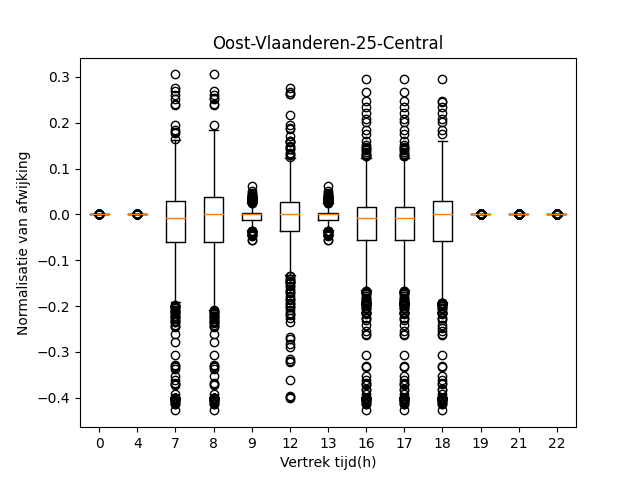 Oost-Vlaanderen-25-Central
Normalisatie van afwijking
0.3
0.2
0.1
0.0
−0.1
−0.2
−0.3
−0.4
0 4 7 8 9 12 13 16 17 18 19 21 22
Vertrek tijd(h)